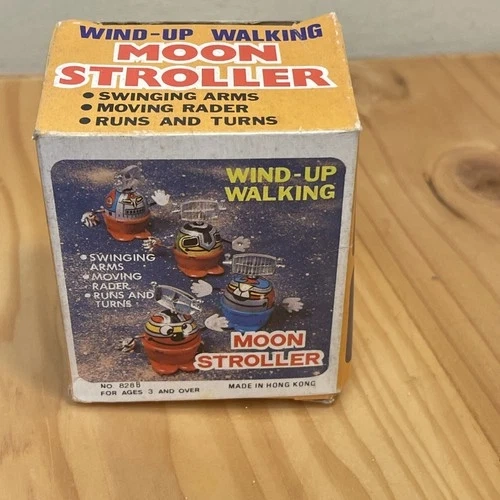 WIND-UP WALKING
MOON
STROLLER
• SWINGING ARMS
• MOVING RADER
• RUNS AND TURNS
WIND-UP
WALKING
• SWINGING
ARMS
• MOVING
RADER
• RUNS AND
TURNS
MOON
STROLLER
NO. 8288
FOR AGES 3 AND OVER
MADE IN HONG KONG